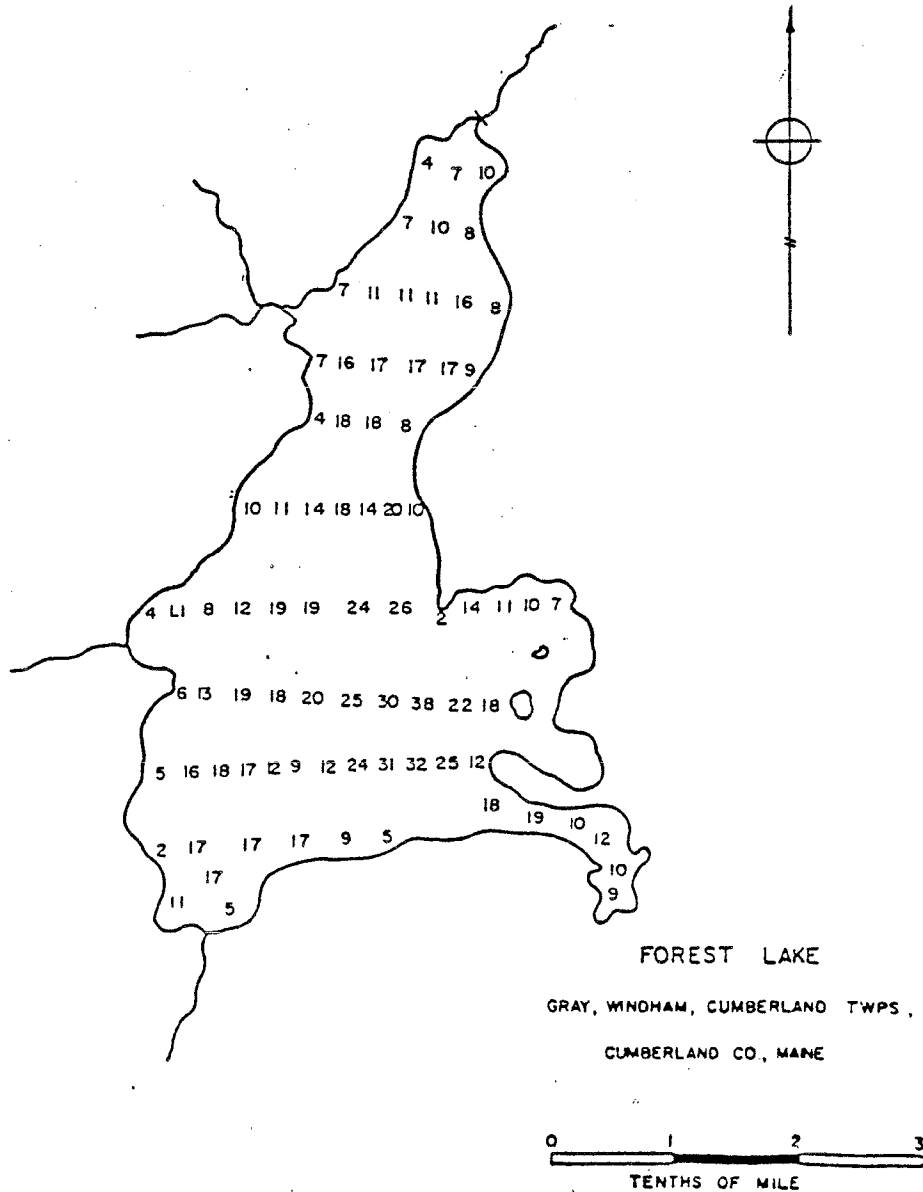 4 7 10
7 10 8
7 11 11 11 16 8
7 16 17 17 17 9
4 18 18 8
10 11 14 18 14 20 10
4 L1 8 12 19 19 24 26 2 14 11 10 7
6 13 19 18 20 25 30 38 22 18
5 16 18 17 12 9 12 24 31 32 25 12
18 19 10 12
2 17 17 17 9 5
10
17
9
11 5
FOREST LAKE
GRAY, WINDHAM, CUMBERLAND TWPS,
CUMBERLAND CO., MAINE
0 1 2 3
TENTHS OF MILE